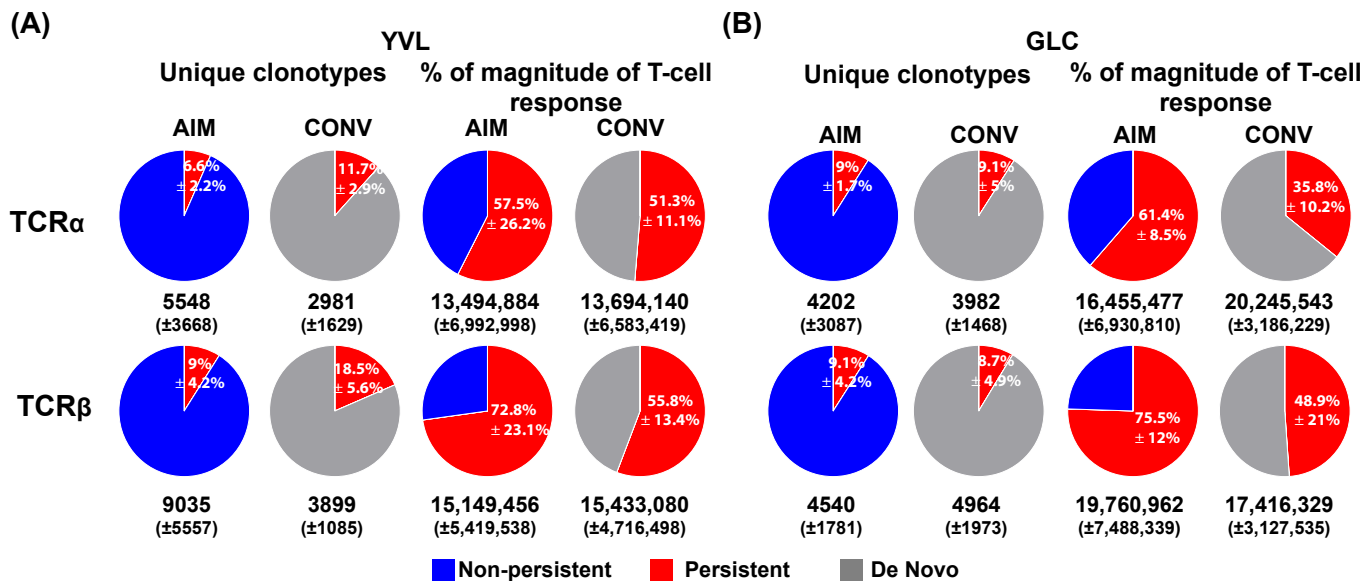 (A)
YVL
Unique clonotypes
% of magnitude of T-cell
response
AIM
CONV
AIM
CONV
TCRα
6.6%
± 2.2%
11.7%
± 2.9%
57.5%
± 26.2%
51.3%
± 11.1%
5548
(±3668)
2981
(±1629)
13,494,884
(±6,992,998)
13,694,140
(±6,583,419)
TCRβ
9%
± 4.2%
18.5%
± 5.6%
72.8%
± 23.1%
55.8%
± 13.4%
9035
(±5557)
3899
(±1085)
15,149,456
(±5,419,538)
15,433,080
(±4,716,498)
(B)
GLC
Unique clonotypes
% of magnitude of T-cell
response
AIM
CONV
AIM
CONV
9%
± 1.7%
9.1%
± 5%
61.4%
± 8.5%
35.8%
± 10.2%
4202
(±3087)
3982
(±1468)
16,455,477
(±6,930,810)
20,245,543
(±3,186,229)
9.1%
± 4.2%
8.7%
± 4.9%
75.5%
± 12%
48.9%
± 21%
4540
(±1781)
4964
(±1973)
19,760,962
(±7,488,339)
17,416,329
(±3,127,535)
Non-persistent
Persistent
De Novo